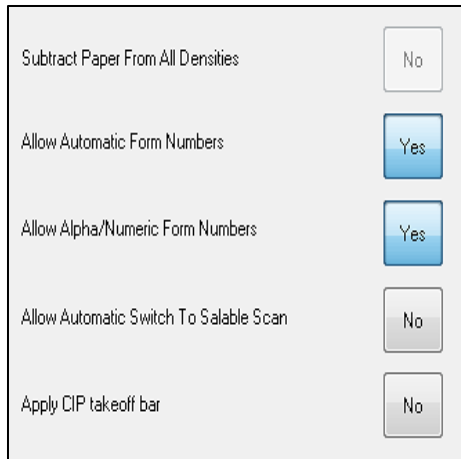 Subtract Paper From All Densities No
Allow Automatic Form Numbers Yes
Allow Alpha/Numeric Form Numbers Yes
Allow Automatic Switch To Salable Scan No
Apply CIP takeoff bar No